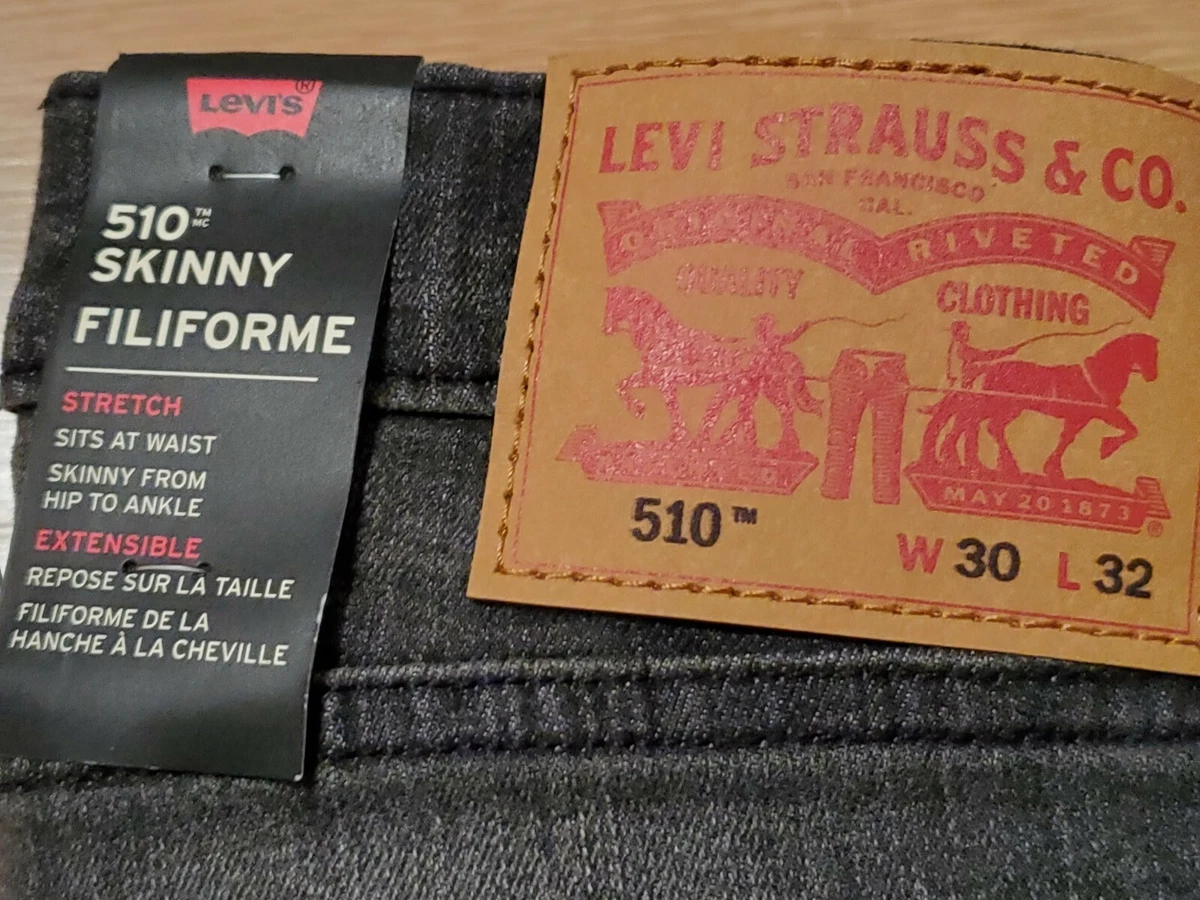 LEVI'S®
510™ MC
SKINNY
FILIFORME
STRETCH
SITS AT WAIST
SKINNY FROM
HIP TO ANKLE
EXTENSIBLE
REPOSE SUR LA TAILLE
FILIFORME DE LA
HANCHE À LA CHEVILLE
LEVI STRAUSS & CO.
SAN FRANCISCO
CAL.
ORIGINAL RIVETED
QUALITY CLOTHING
MAY 20 1873
®
510™
W 30 L 32